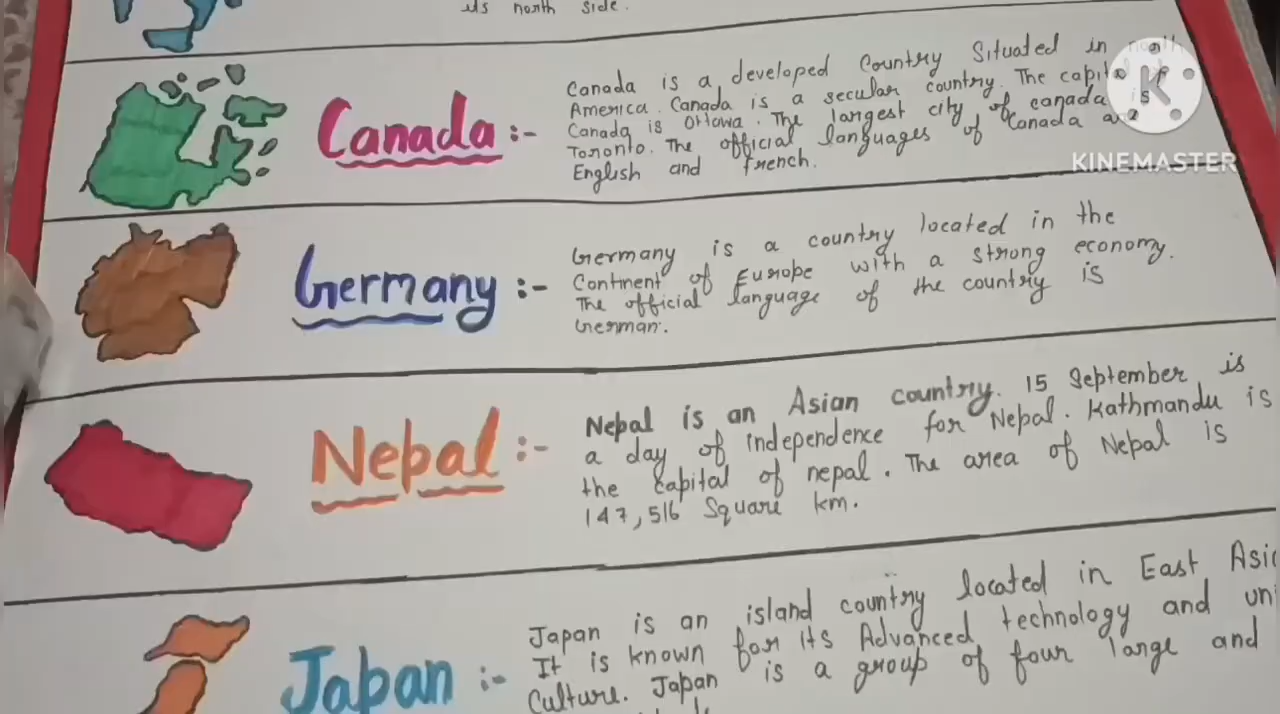 its north side.
Canada :-
Canada is a developed Country Situated in north
America. Canada is a secular country. The capital of
Canada is Ottawa. The largest city of canada is
Toronto. The official languages of Canada are
English and french.
K
KINEMASTER
Germany :-
Germany is a country located in the
Continent of Europe with a strong economy.
The official language of the country is
German.
Nepal :-
Nepal is an Asian country. 15 September is
a day of independence for Nepal. Kathmandu is
the capital of nepal. The area of Nepal is
147,516 Square km.
Japan :-
Japan is an island country located in East Asia
It is known for its Advanced technology and uni
Culture. Japan is a group of four large and